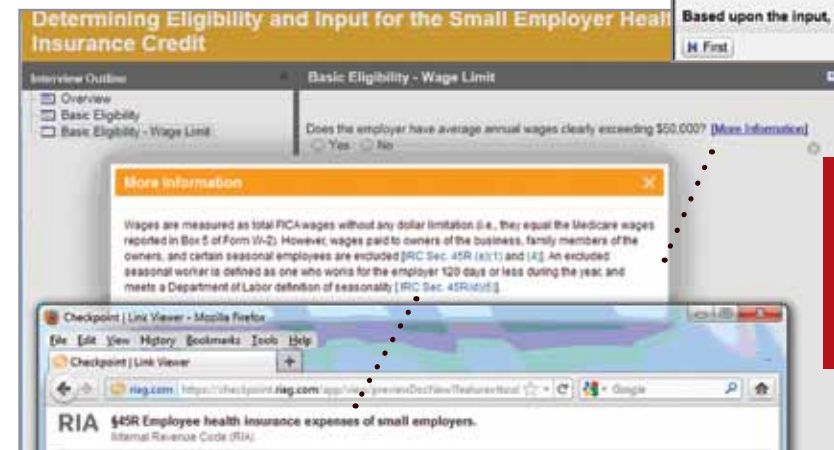 Determining Eligibility and Input for the Small Employer Heal
Insurance Credit
Based upon the input,
First
Interview Outline
Basic Eligibility - Wage Limit
Overview
Basic Eligibility
Basic Eligibility - Wage Limit
Does the employer have average annual wages clearly exceeding $50,000? [More Information]
Yes No
More Information
Wages are measured as total FICA wages without any dollar limitation (i.e., they equal the Medicare wages
reported in Box 5 of Form W-2). However, wages paid to owners of the business, family members of the
owners, and certain seasonal employees are excluded [IRC Sec. 45R (e)(1) and (4)]. An excluded
seasonal worker is defined as one who works for the employer 120 days or less during the year, and
meets a Department of Labor definition of seasonality [IRC Sec. 45R(d)(5)].
Checkpoint | Link Viewer - Mozilla Firefox
File Edit View History Bookmarks Tools Help
Checkpoint | Link Viewer
riag.com https://checkpoint.riag.com/app/
Google
RIA §45R Employee health insurance expenses of small employers.
Internal Revenue Code (RIA)